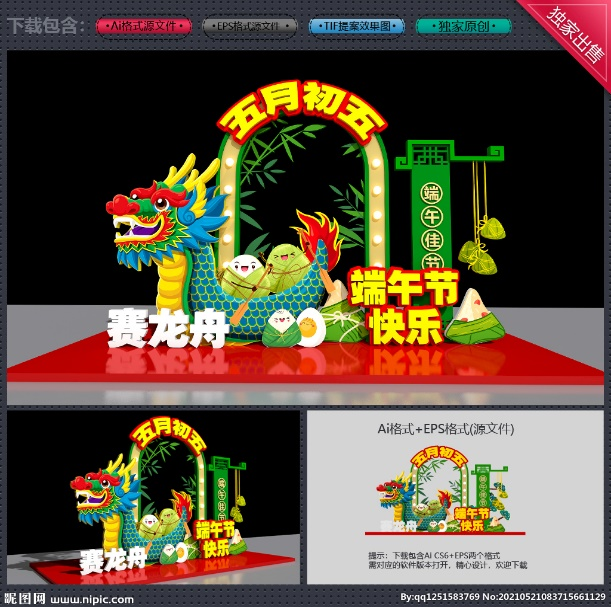 下载包含：
•Ai格式源文件•
•EPS格式源文件•
•TIF提案效果图•
•独家原创•
独家出售
五月初五
端午佳节
端午节
快乐
赛龙舟
五月初五
端午佳节
端午节
快乐
赛龙舟
Ai格式+EPS格式(源文件)
五月初五
端午佳节
端午节
快乐
赛龙舟
提示：下载包含AI CS6+EPS两个格式
需对应的软件版本打开，精心设计、欢迎下载
昵图网 www.nipic.com
By:qq1251583769 No:20210521083715661129